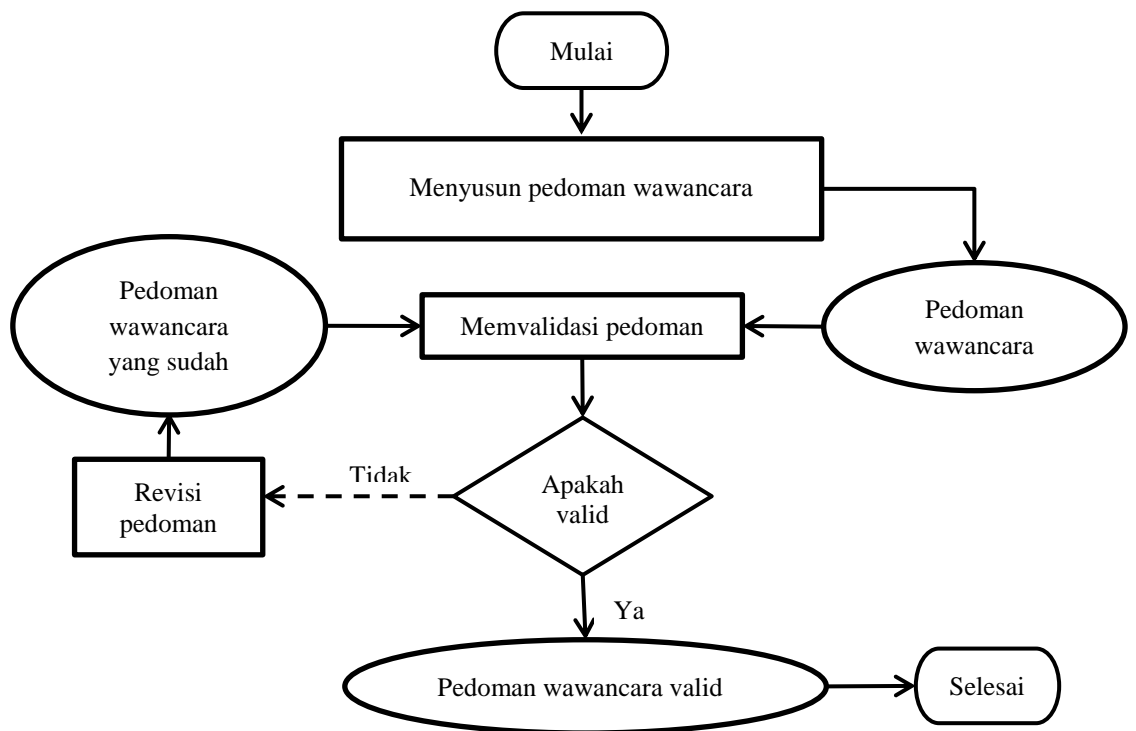 Mulai
Menyusun pedoman wawancara
Pedoman
wawancara
yang sudah
Memvalidasi pedoman
Pedoman
wawancara
Tidak
Revisi
pedoman
Apakah
valid
Ya
Pedoman wawancara valid
Selesai